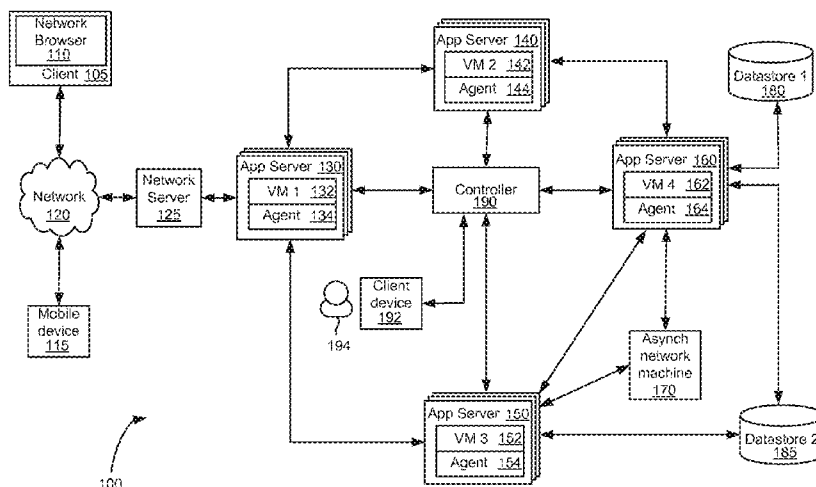 Network
Browser
110
Client 105
Network
120
Mobile
device
115
Network
Server
125
App Server 130
VM 1 132
Agent 134
App Server 140
VM 2 142
Agent 144
Controller
190
Client
device
192
194
App Server 150
VM 3 152
Agent 154
App Server 160
VM 4 162
Agent 164
Asynch
network
machine
170
Datastore 1
180
Datastore 2
185
100